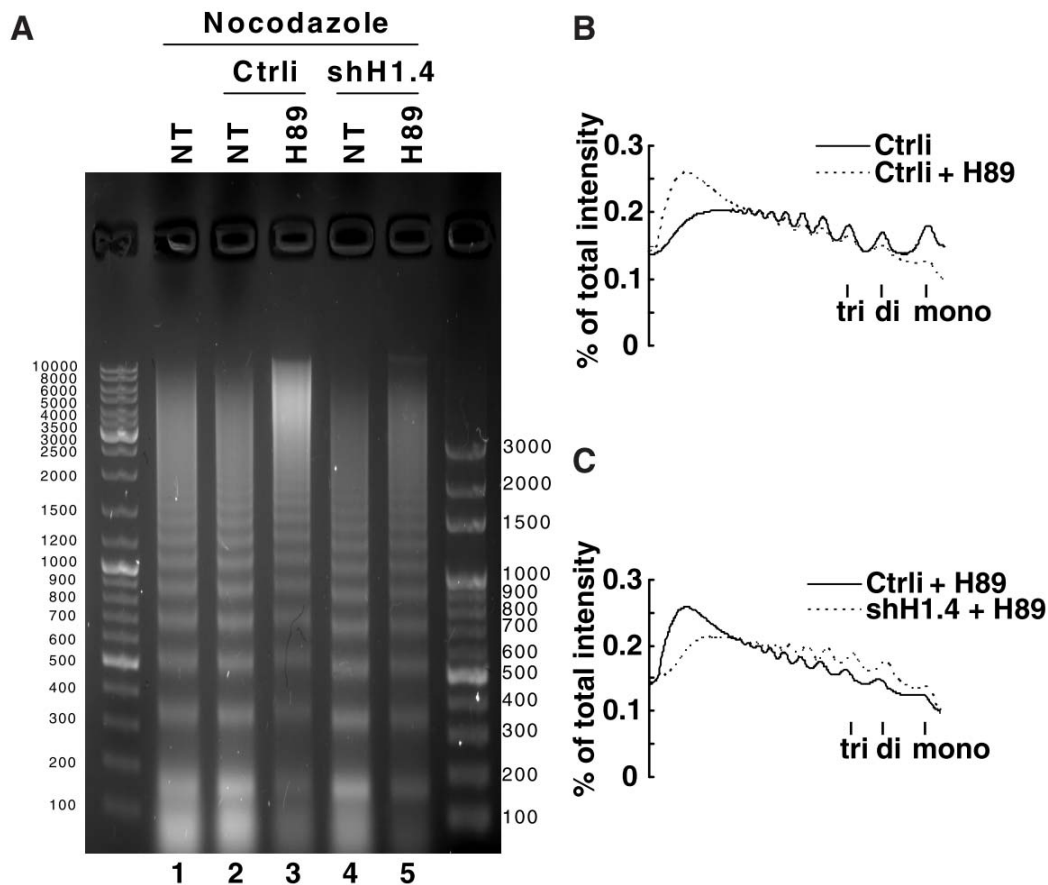 A
Nocodazole
Ctrli shH1.4
NT NT H89 NT H89
10000
8000
6000
5000
4000
3500
3000
2500
2000
1500
1200
1000
900
800
700
600
500
400
300
200
100
3000
2000
1500
1000
900
800
700
600
500
400
300
200
100
1 2 3 4 5
B
Ctrli
Ctrli + H89
% of total intensity
0.3
0.2
0.1
0
tri di mono
C
Ctrli + H89
shH1.4 + H89
% of total intensity
0.3
0.2
0.1
0
tri di mono